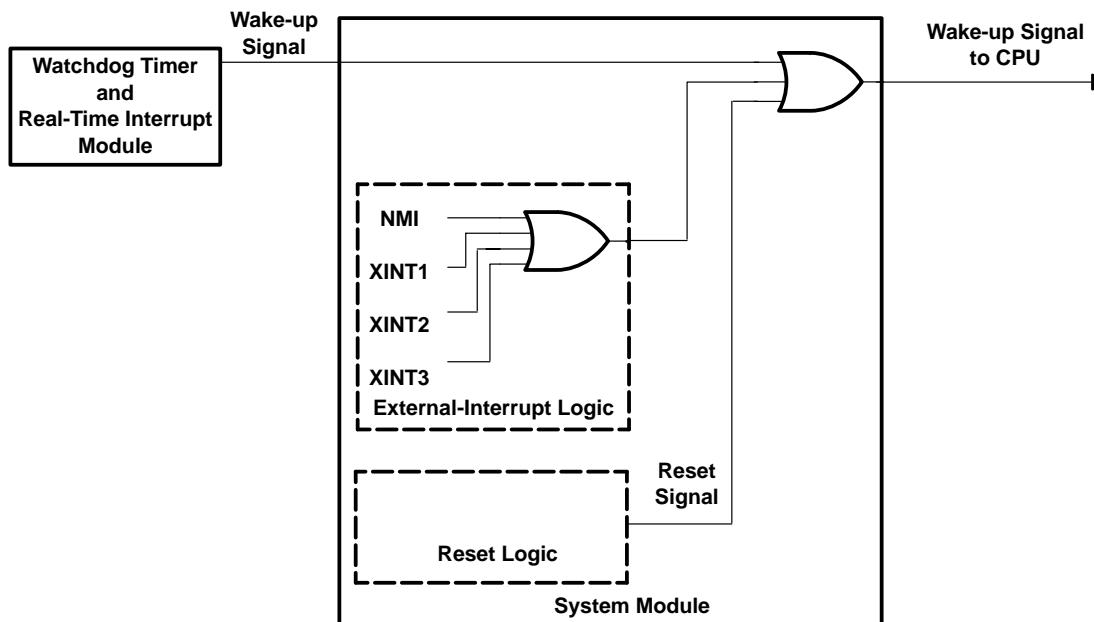 Wake-up
Signal
Watchdog Timer
and
Real-Time Interrupt
Module
Wake-up Signal
to CPU
NMI
XINT1
XINT2
XINT3
External-Interrupt Logic
Reset
Signal
Reset Logic
System Module